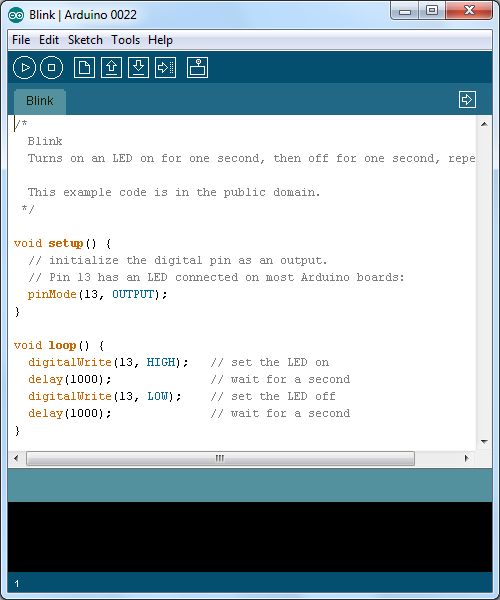 Blink | Arduino 0022
File Edit Sketch Tools Help
Blink
/*
  Blink
  Turns on an LED on for one second, then off for one second, repe

  This example code is in the public domain.
 */

void setup() {
  // initialize the digital pin as an output.
  // Pin 13 has an LED connected on most Arduino boards:
  pinMode(13, OUTPUT);
}

void loop() {
  digitalWrite(13, HIGH);   // set the LED on
  delay(1000);              // wait for a second
  digitalWrite(13, LOW);    // set the LED off
  delay(1000);              // wait for a second
}
1